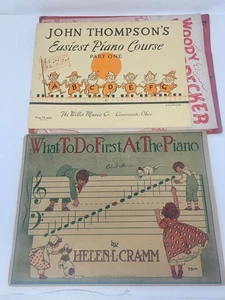 JOHN THOMPSON'S
Easiest Piano Course
PART ONE
A B C D E F G
The Willis Music Co. Cincinnati, Ohio
WOODY
PECKER
What To Do First At The Piano
by
HELEN·L·CRAMM